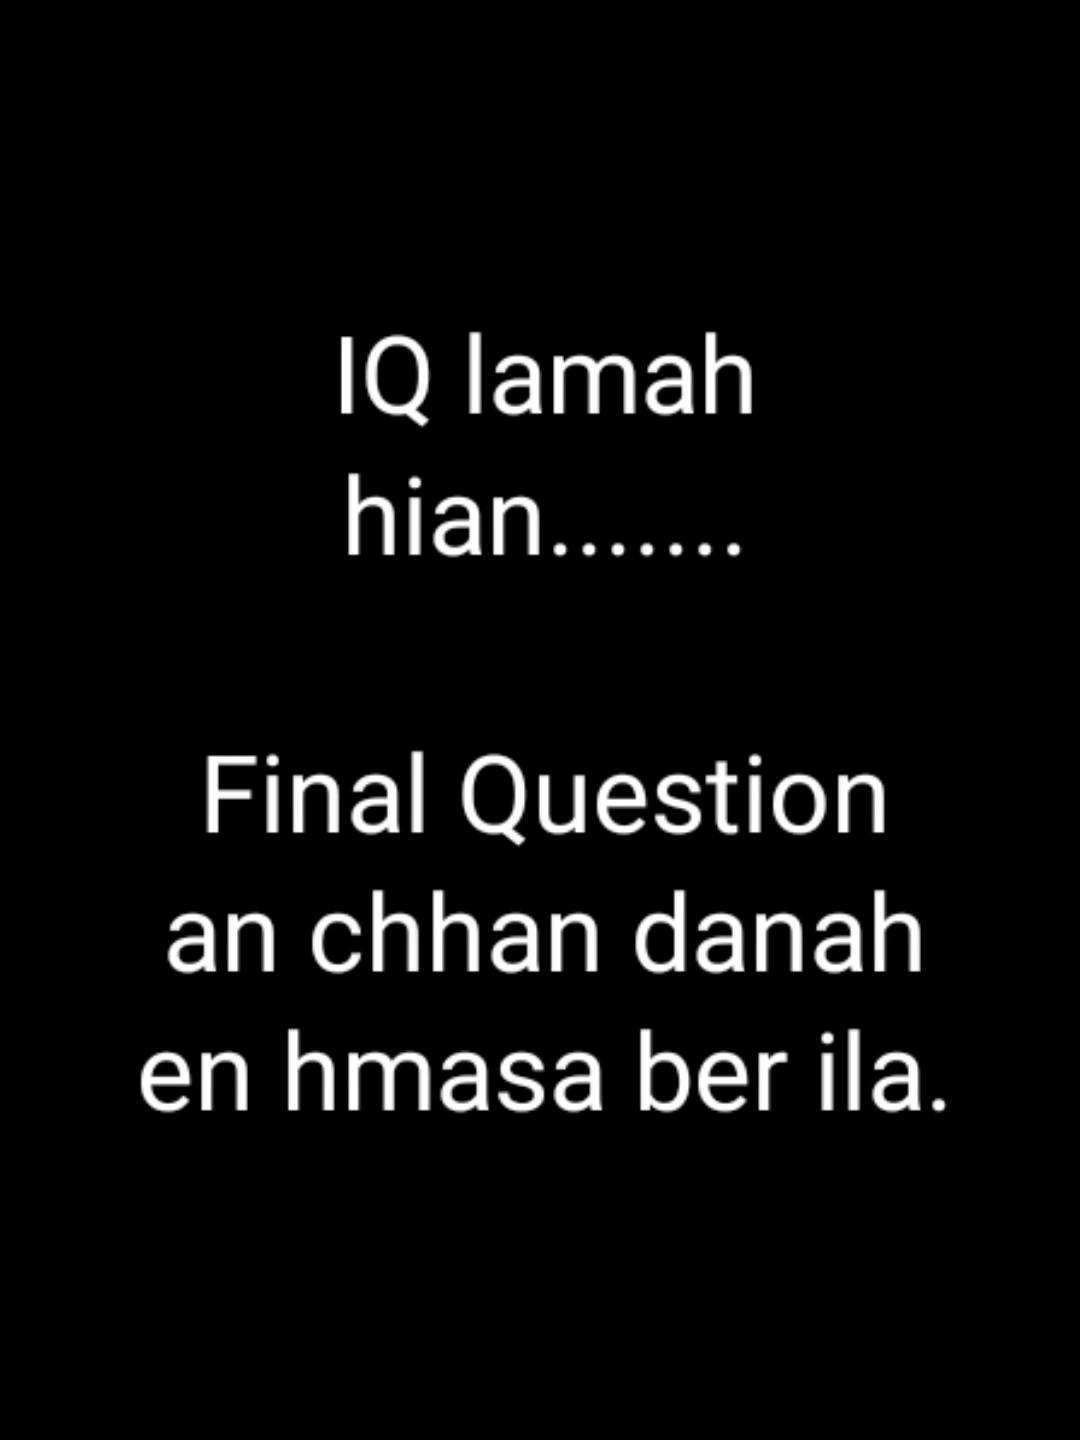 IQ lamah
hian.......
Final Question
an chhan danah
en hmasa ber ila.